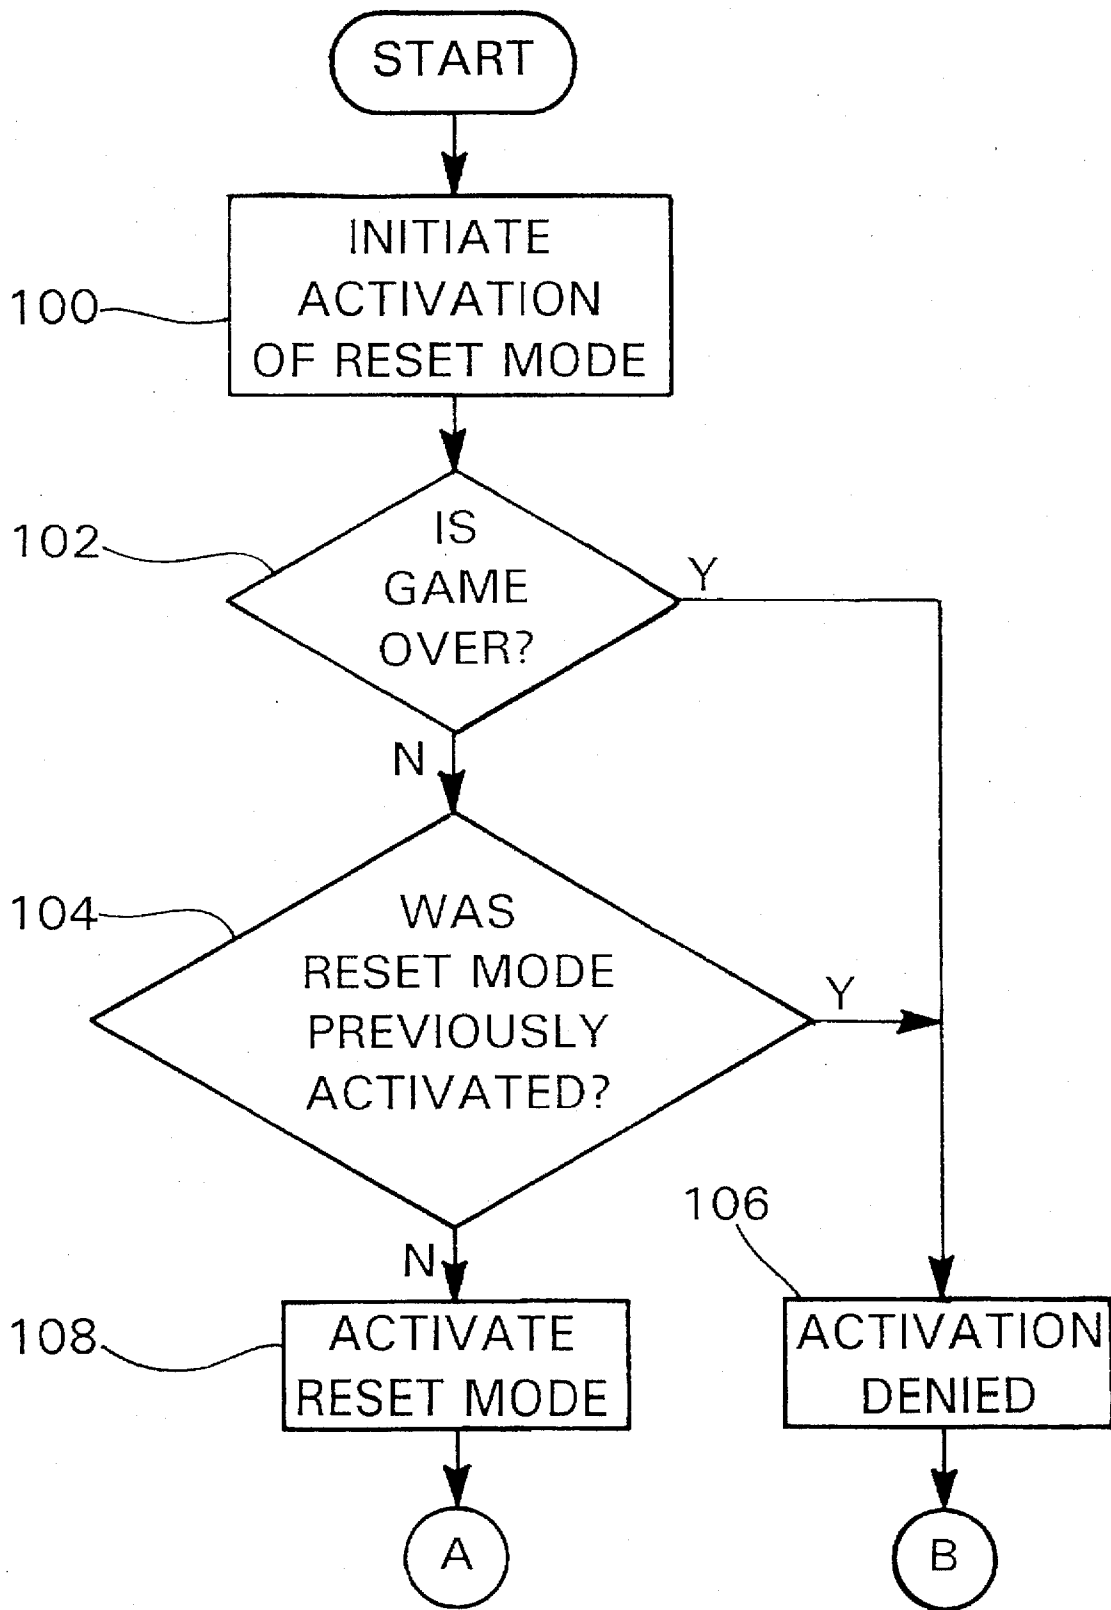 START
INITIATE
ACTIVATION
OF RESET MODE
100
IS
GAME
OVER?
102
Y
N
WAS
RESET MODE
PREVIOUSLY
ACTIVATED?
104
Y
N
106
ACTIVATE
RESET MODE
108
ACTIVATION
DENIED
A
B